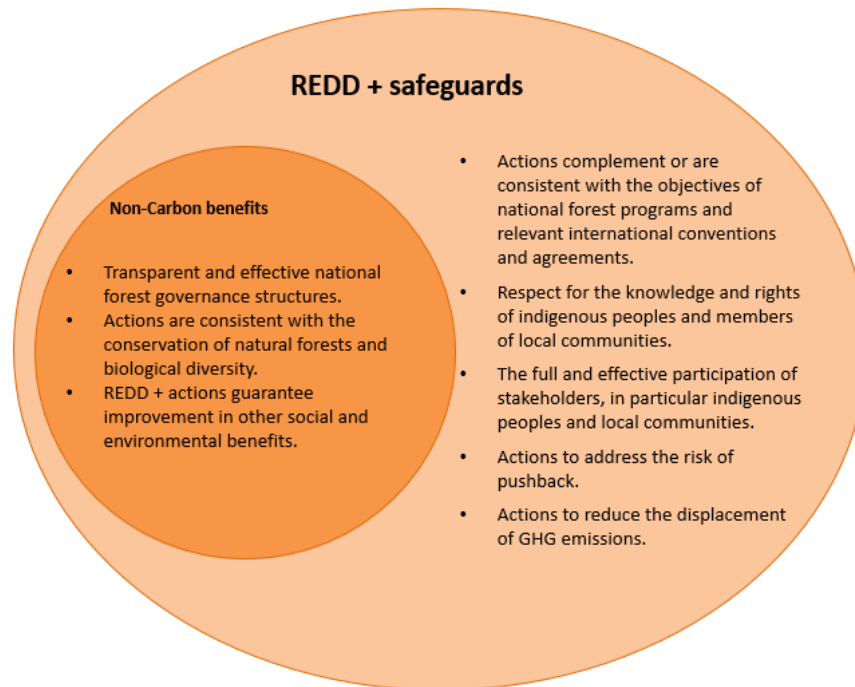 REDD + safeguards
Non-Carbon benefits
• Transparent and effective national
forest governance structures.
• Actions are consistent with the
conservation of natural forests and
biological diversity.
• REDD + actions guarantee
improvement in other social and
environmental benefits.
• Actions complement or are
consistent with the objectives of
national forest programs and
relevant international conventions
and agreements.
• Respect for the knowledge and rights
of indigenous peoples and members
of local communities.
• The full and effective participation of
stakeholders, in particular indigenous
peoples and local communities.
• Actions to address the risk of
pushback.
• Actions to reduce the displacement
of GHG emissions.